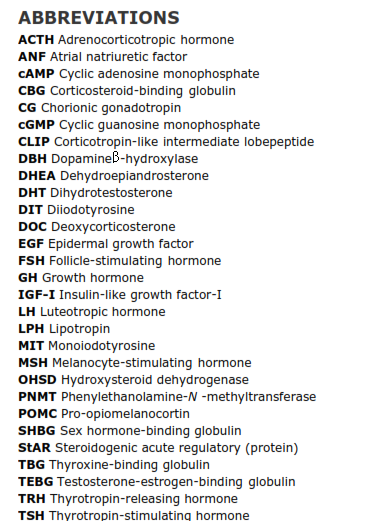 ABBREVIATIONS
ACTH Adrenocorticotropic hormone
ANF Atrial natriuretic factor
cAMP Cyclic adenosine monophosphate
CBG Corticosteroid-binding globulin
CG Chorionic gonadotropin
cGMP Cyclic guanosine monophosphate
CLIP Corticotropin-like intermediate lobepeptide
DBH Dopamineβ-hydroxylase
DHEA Dehydroepiandrosterone
DHT Dihydrotestosterone
DIT Diiodotyrosine
DOC Deoxycorticosterone
EGF Epidermal growth factor
FSH Follicle-stimulating hormone
GH Growth hormone
IGF-I Insulin-like growth factor-I
LH Luteotropic hormone
LPH Lipotropin
MIT Monoiodotyrosine
MSH Melanocyte-stimulating hormone
OHSD Hydroxysteroid dehydrogenase
PNMT Phenylethanolamine-N -methyltransferase
POMC Pro-opiomelanocortin
SHBG Sex hormone-binding globulin
StAR Steroidogenic acute regulatory (protein)
TBG Thyroxine-binding globulin
TEBG Testosterone-estrogen-binding globulin
TRH Thyrotropin-releasing hormone
TSH Thyrotropin-stimulating hormone